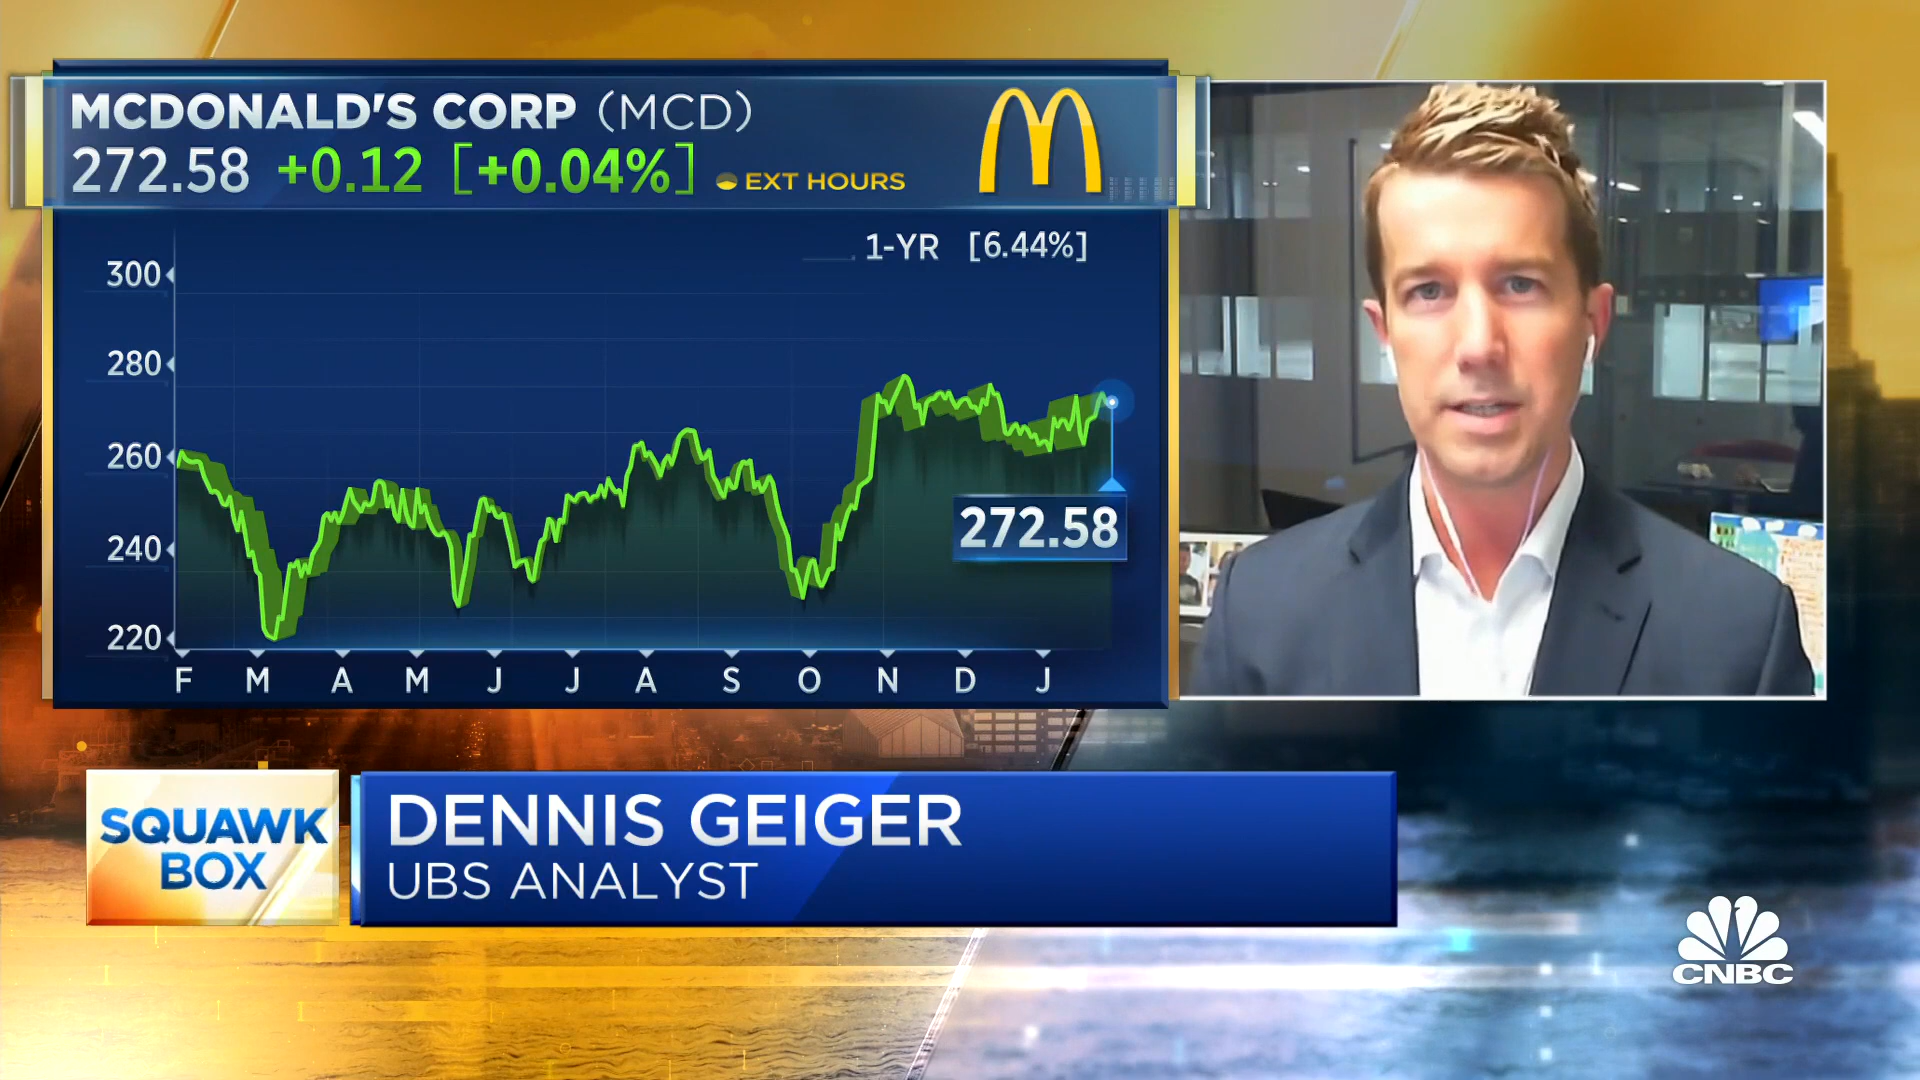 MCDONALD'S CORP (MCD)
272.58 +0.12 [+0.04%] EXT HOURS
1-YR [6.44%]
300
280
260
240
220
272.58
F M A M J J A S O N D J
SQUAWK
BOX
DENNIS GEIGER
UBS ANALYST
CNBC